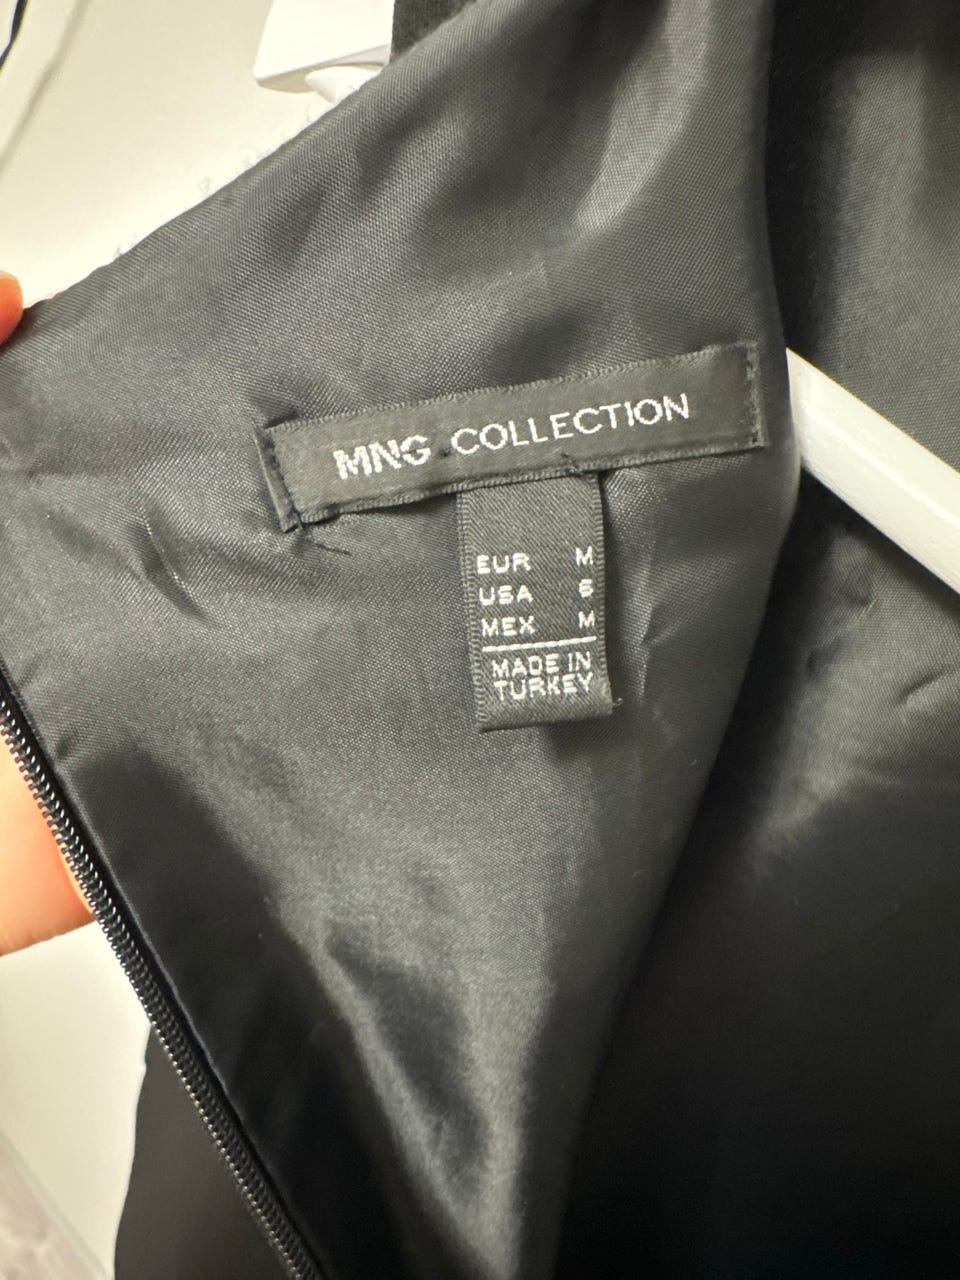 MNG COLLECTION
EUR M
USA 6
MEX M
MADE IN
TURKEY